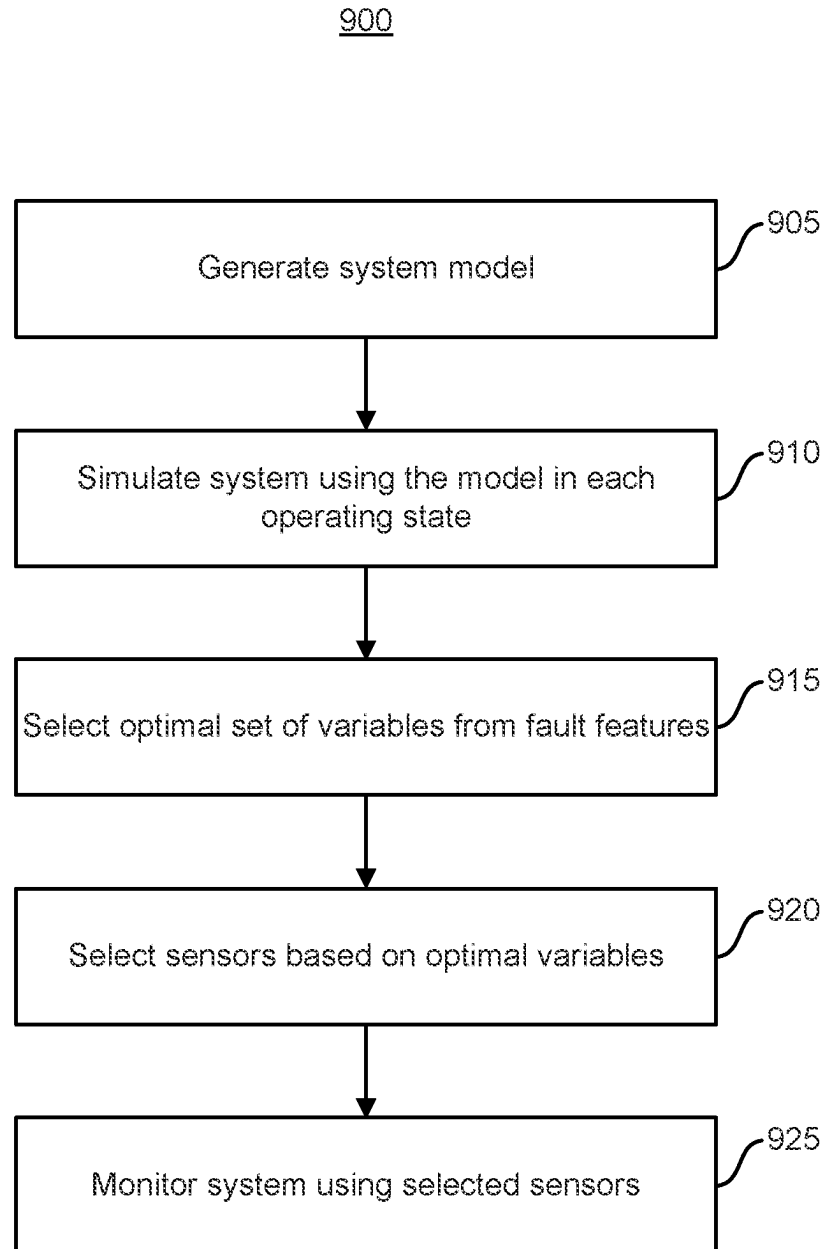 900
905
Generate system model
910
Simulate system using the model in each
operating state
915
Select optimal set of variables from fault features
920
Select sensors based on optimal variables
925
Monitor system using selected sensors